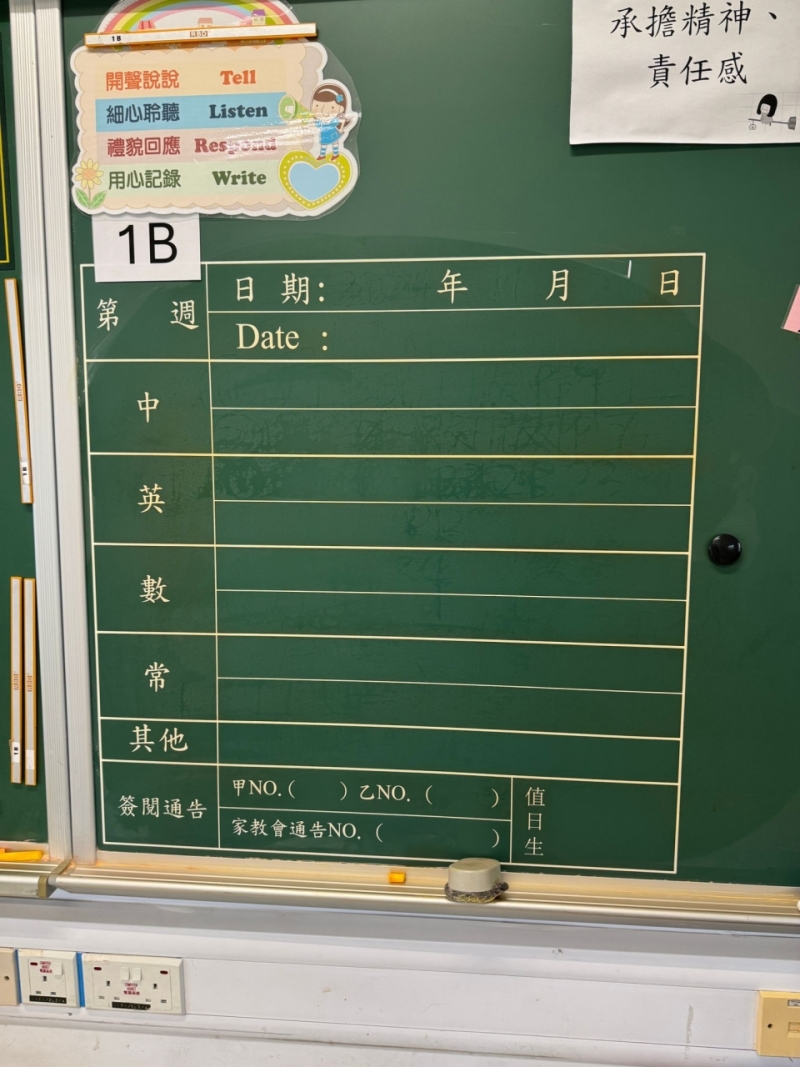 1B
承擔精神、
責任感
開聲說說 Tell
細心聆聽 Listen
禮貌回應 Respond
用心記錄 Write
1B
第 週
日 期: 年 月 日
Date :
中
英
數
常
其他
簽閱通告
甲NO.( ) 乙NO. ( )
家教會通告NO. ( )
值日生